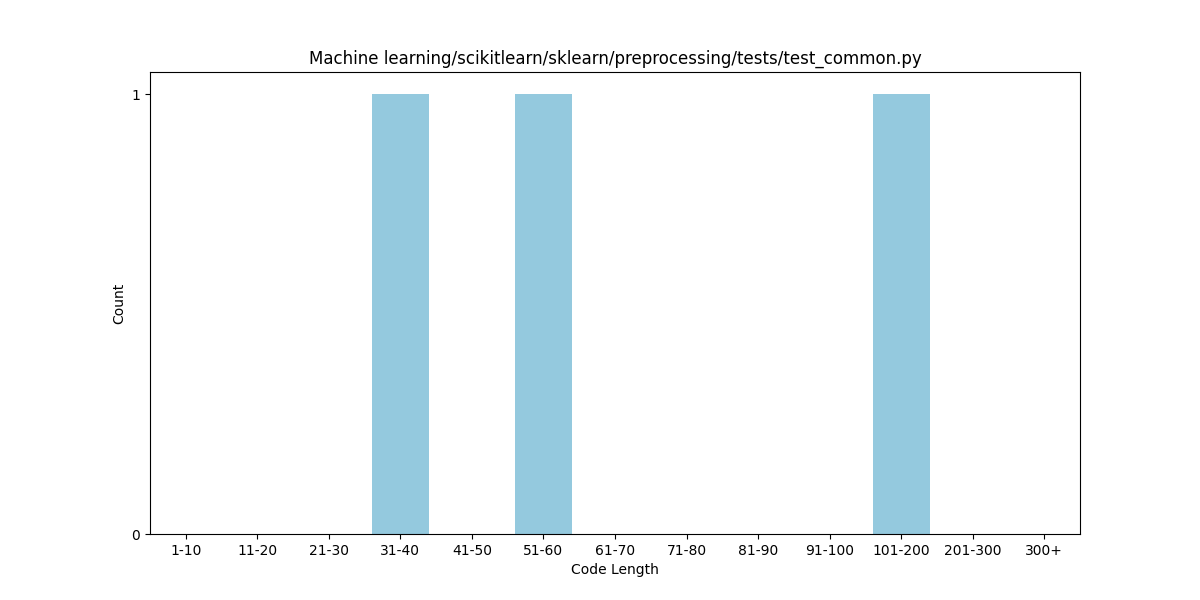 Machine learning/scikitlearn/sklearn/preprocessing/tests/test_common.py
1
Count
0
1-10 11-20 21-30 31-40 41-50 51-60 61-70 71-80 81-90 91-100 101-200 201-300 300+
Code Length